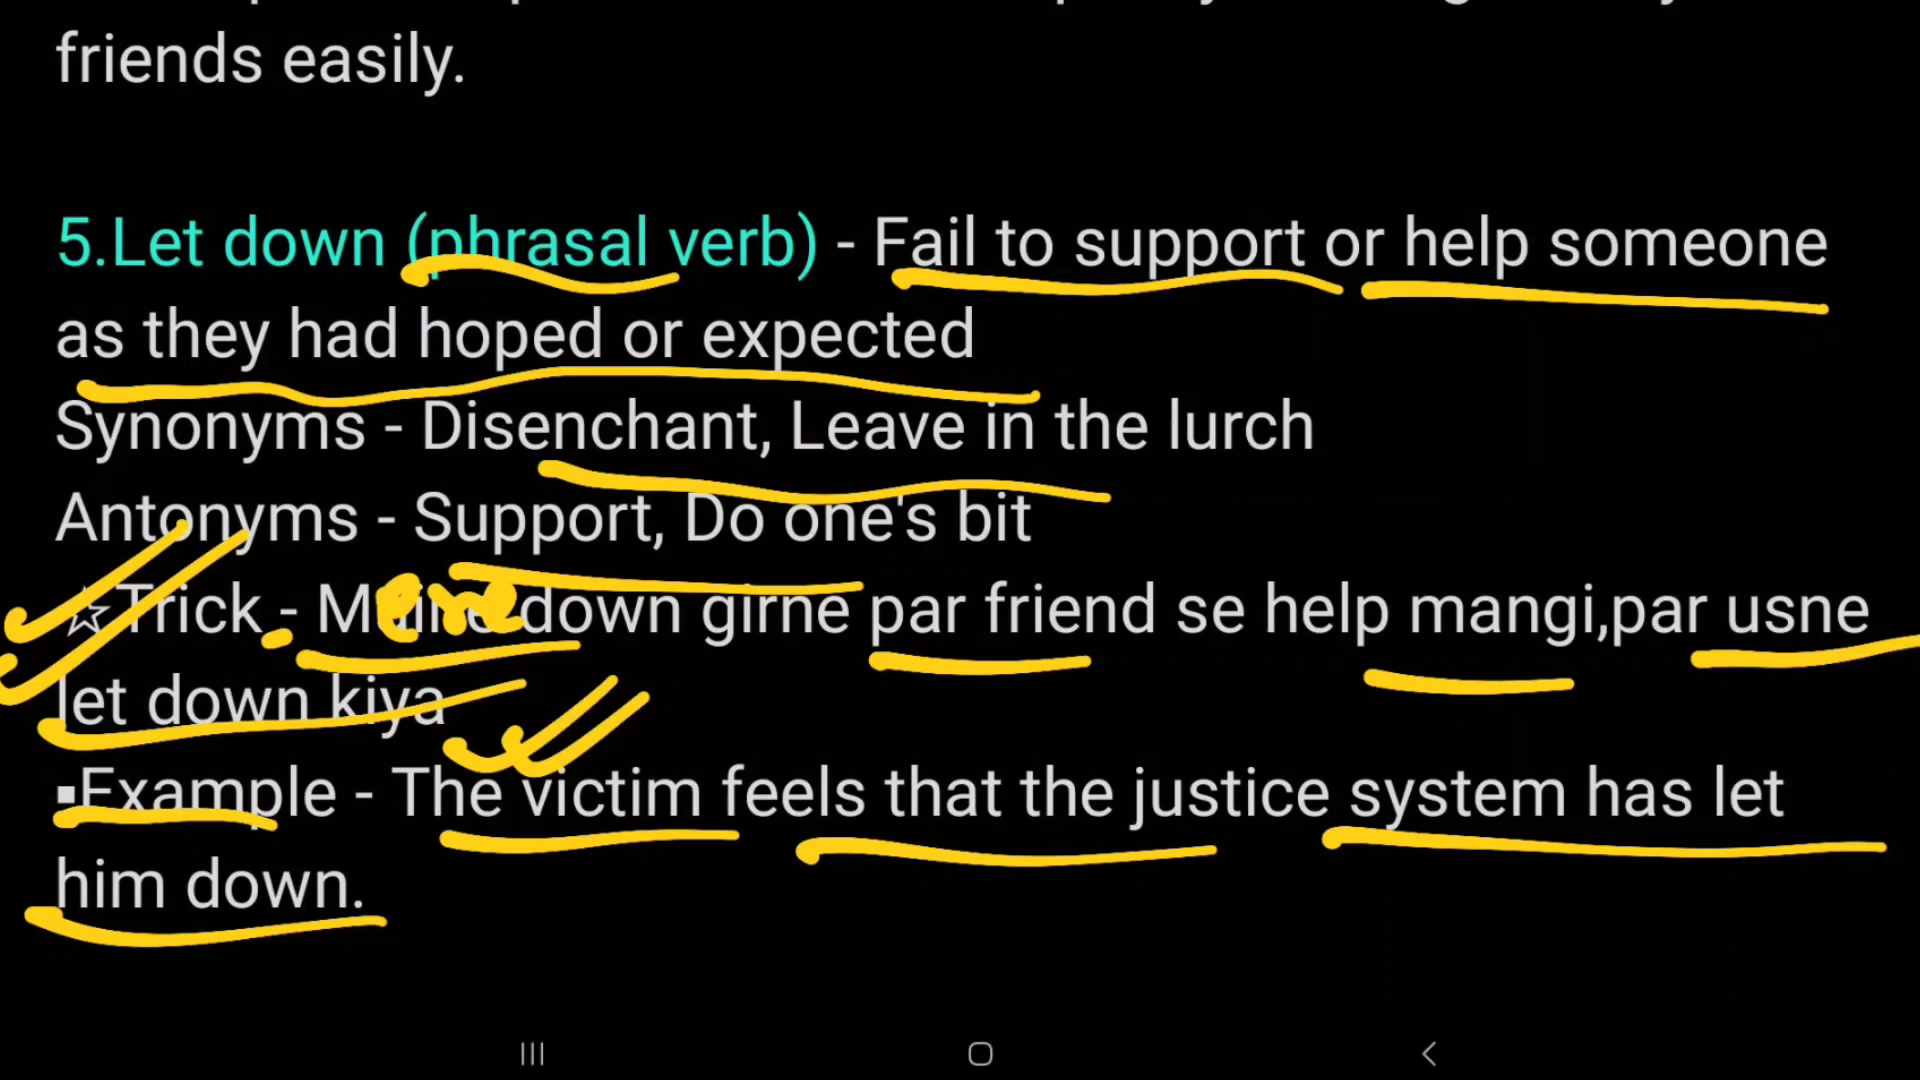 friends easily.
5.Let down (phrasal verb) - Fail to support or help someone
as they had hoped or expected
Synonyms - Disenchant, Leave in the lurch
Antonyms - Support, Do one's bit
☆Trick - Maine down girne par friend se help mangi,par usne
let down kiya
▪Example - The victim feels that the justice system has let
him down.